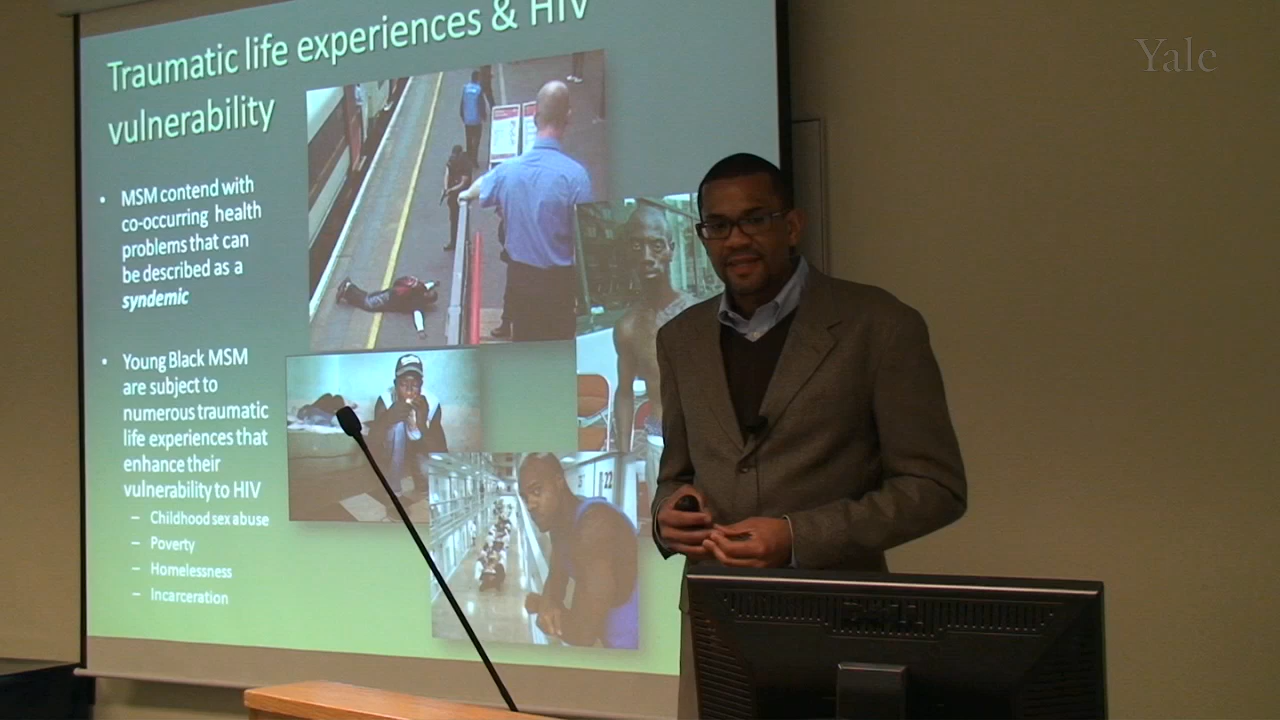 Yale
Traumatic life experiences & HIV
vulnerability
• MSM contend with
co-occurring health
problems that can
be described as a
syndemic
• Young Black MSM
are subject to
numerous traumatic
life experiences that
enhance their
vulnerability to HIV
– Childhood sex abuse
– Poverty
– Homelessness
– Incarceration
22